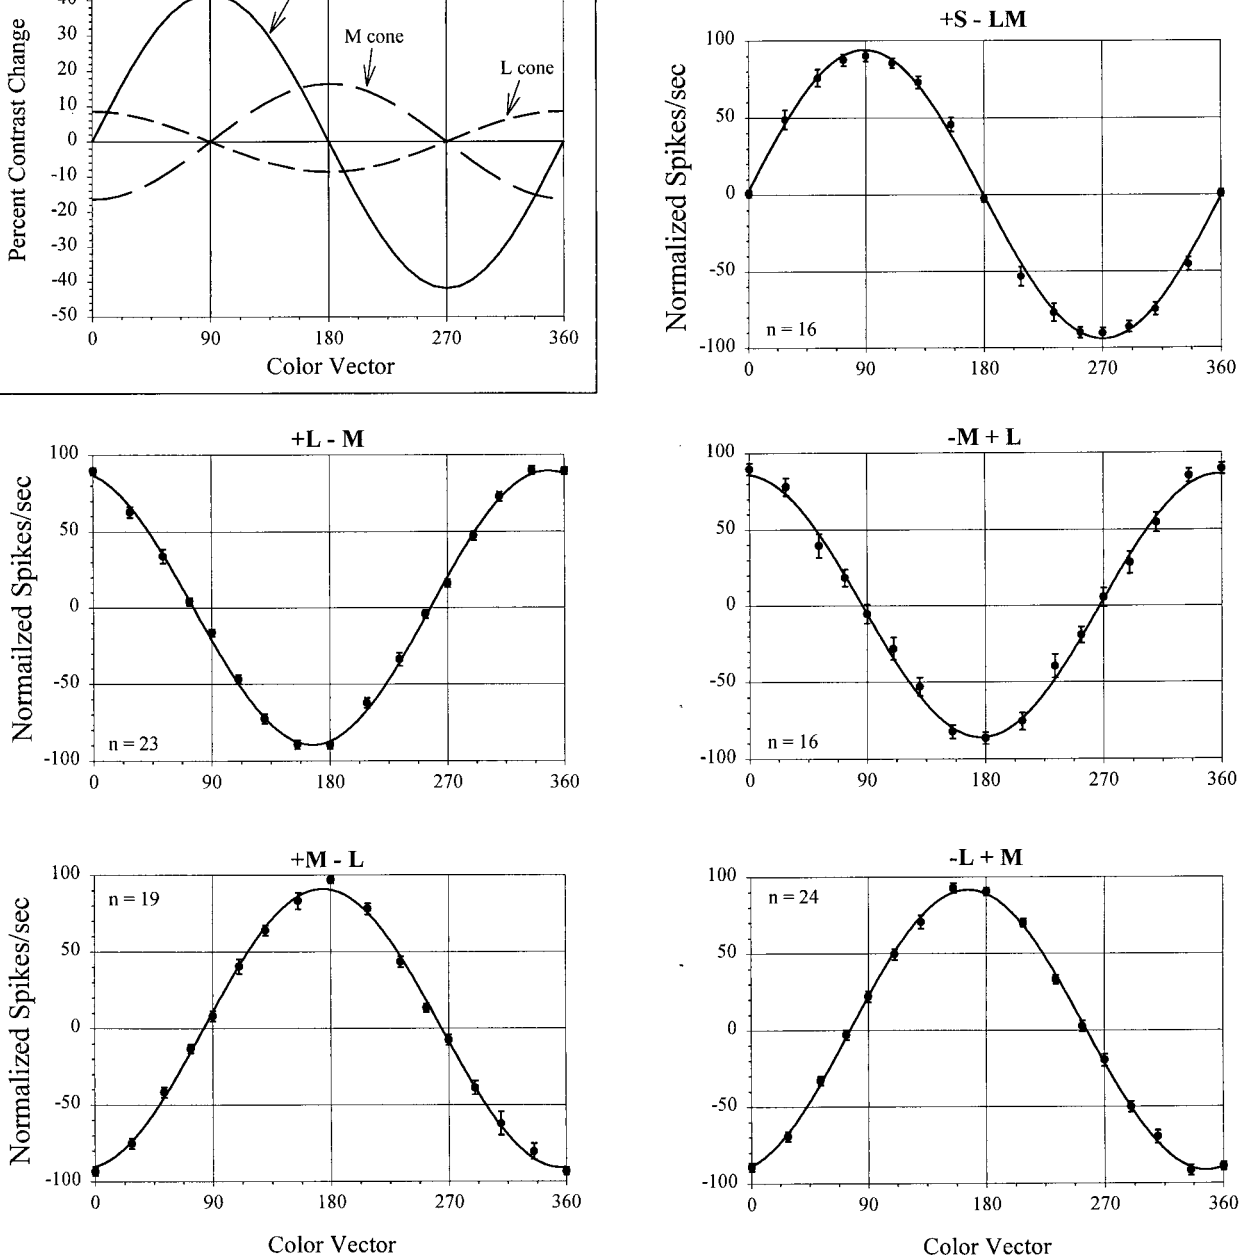 40
30
20
10
0
-10
-20
-30
-40
-50
Percent Contrast Change
M cone
L cone
0 90 180 270 360
Color Vector
+S - LM
100
50
0
-50
-100
Normalized Spikes/sec
n = 16
0 90 180 270 360
+L - M
100
50
0
-50
-100
Normailzed Spikes/sec
n = 23
0 90 180 270 360
-M + L
100
50
0
-50
-100
n = 16
0 90 180 270 360
+M - L
100
50
0
-50
-100
Normalized Spikes/sec
n = 19
0 90 180 270 360
Color Vector
-L + M
100
50
0
-50
-100
n = 24
0 90 180 270 360
Color Vector